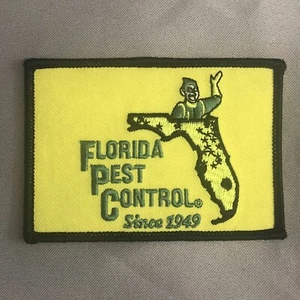 FLORIDA
PEST
CONTROL®
Since 1949